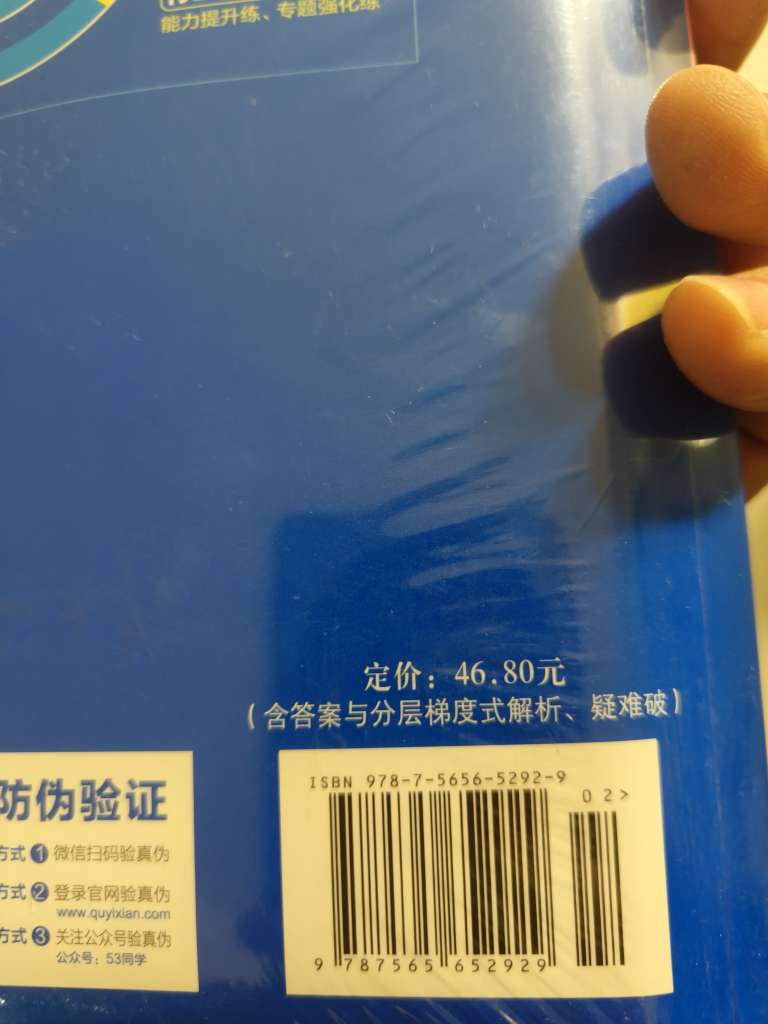 能力提升练、专题强化练
定价：46.80元
(含答案与分层梯度式解析、疑难破)
防伪验证
方式1 微信扫码验真伪
方式2 登录官网验真伪
www.quyixian.com
方式3 关注公众号验真伪
公众号：53同学
ISBN 978-7-5656-5292-9
02>
9 787565 652929